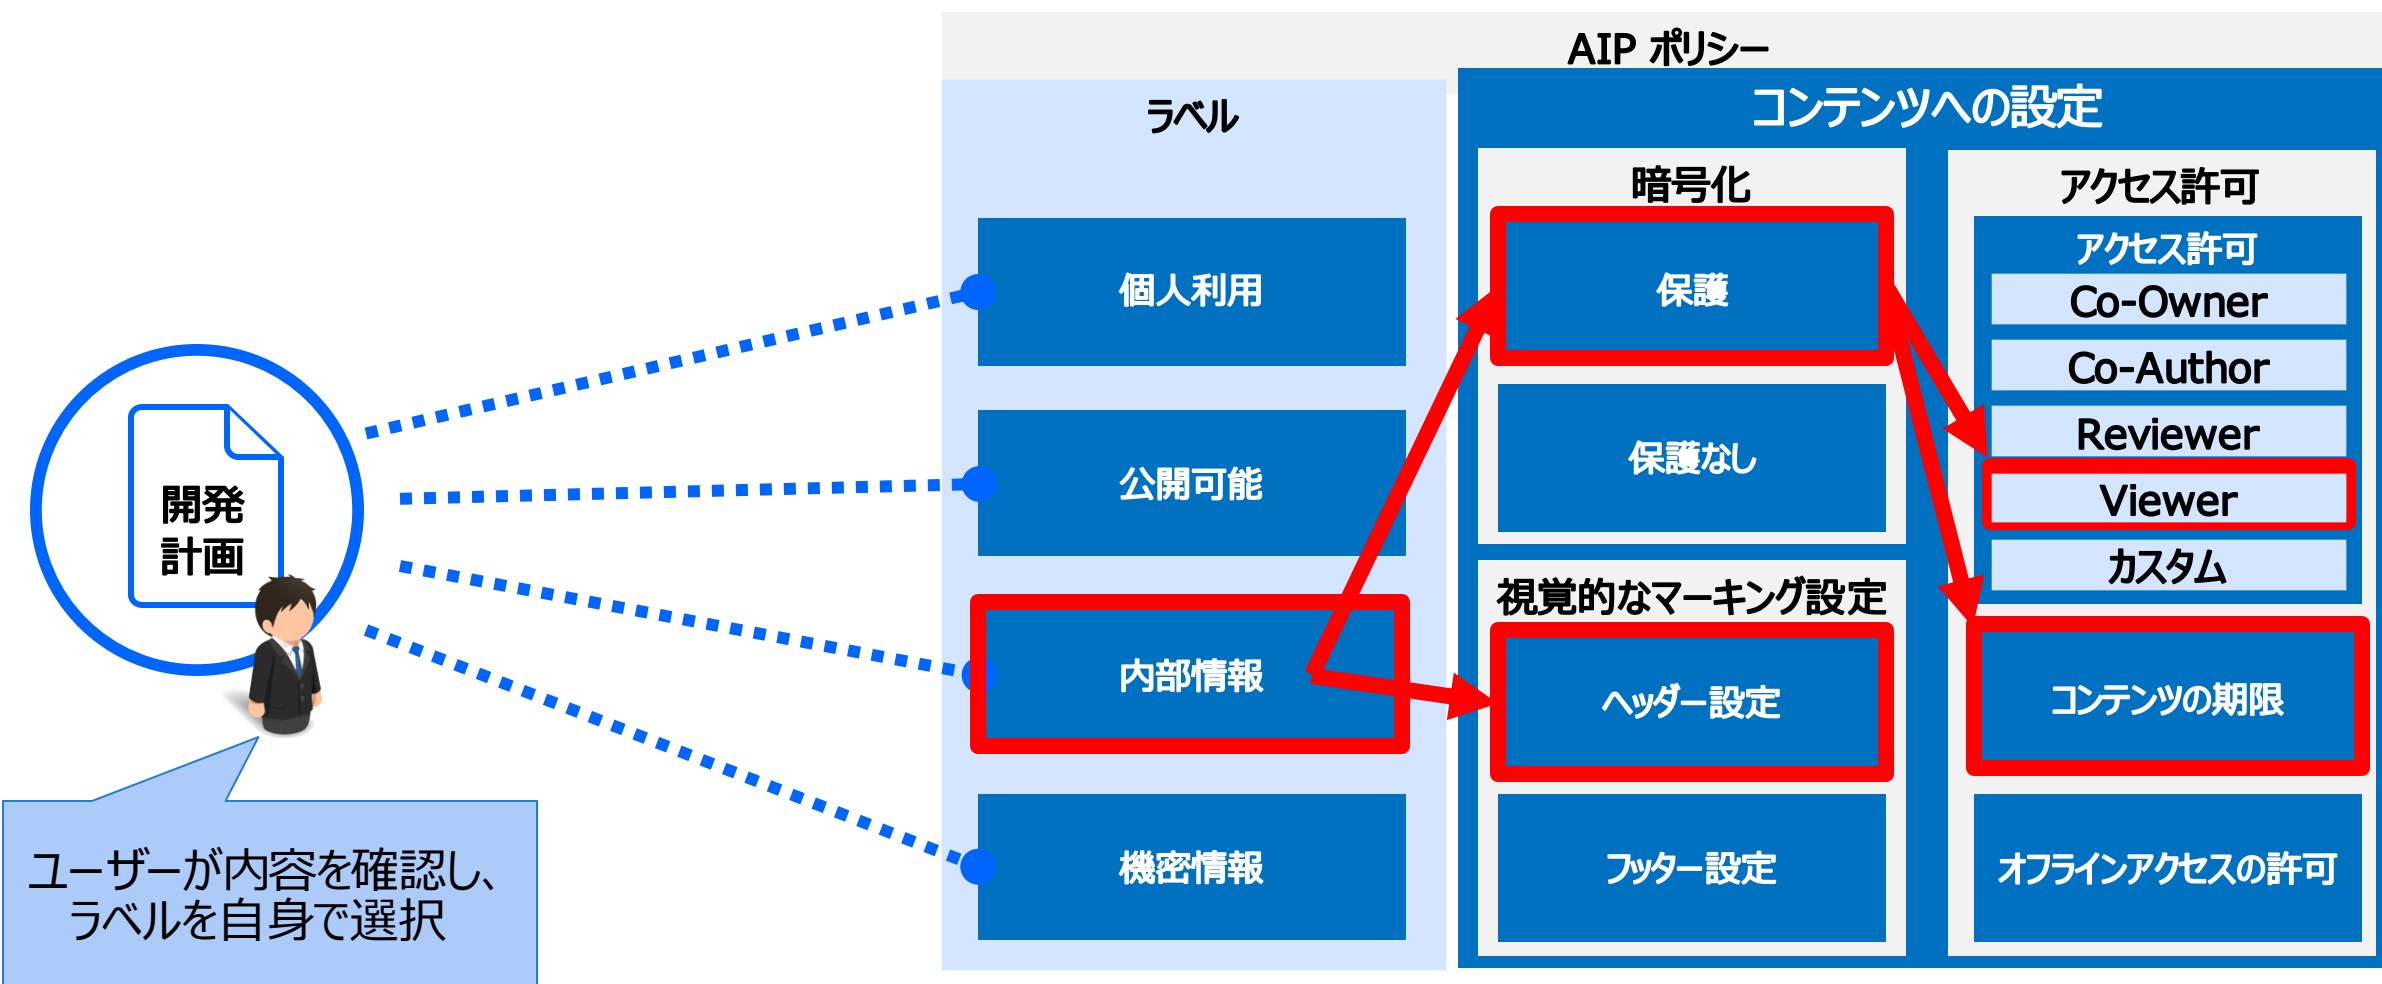 AIP ポリシー
ラベル
個人利用
公開可能
内部情報
機密情報
コンテンツへの設定
暗号化
保護
保護なし
視覚的なマーキング設定
ヘッダー設定
フッター設定
アクセス許可
アクセス許可
Co-Owner
Co-Author
Reviewer
Viewer
カスタム
コンテンツの期限
オフラインアクセスの許可
開発
計画
ユーザーが内容を確認し、
ラベルを自身で選択